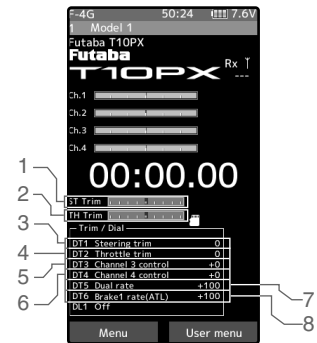 F-4G 50:24 7.6V
1 Model 1
Futaba T10PX
Futaba
T10PX
Rx
---
Ch.1
Ch.2
Ch.3
Ch.4
00:00.00
1
ST Trim
2
TH Trim
3
Trim / Dial
DT1 Steering trim 0
4
DT2 Throttle trim 0
5
DT3 Channel 3 control +0
6
DT4 Channel 4 control +0
DT5 Dual rate +100
7
DT6 Brake1 rate(ATL) +100
8
DL1 Off
Menu User menu